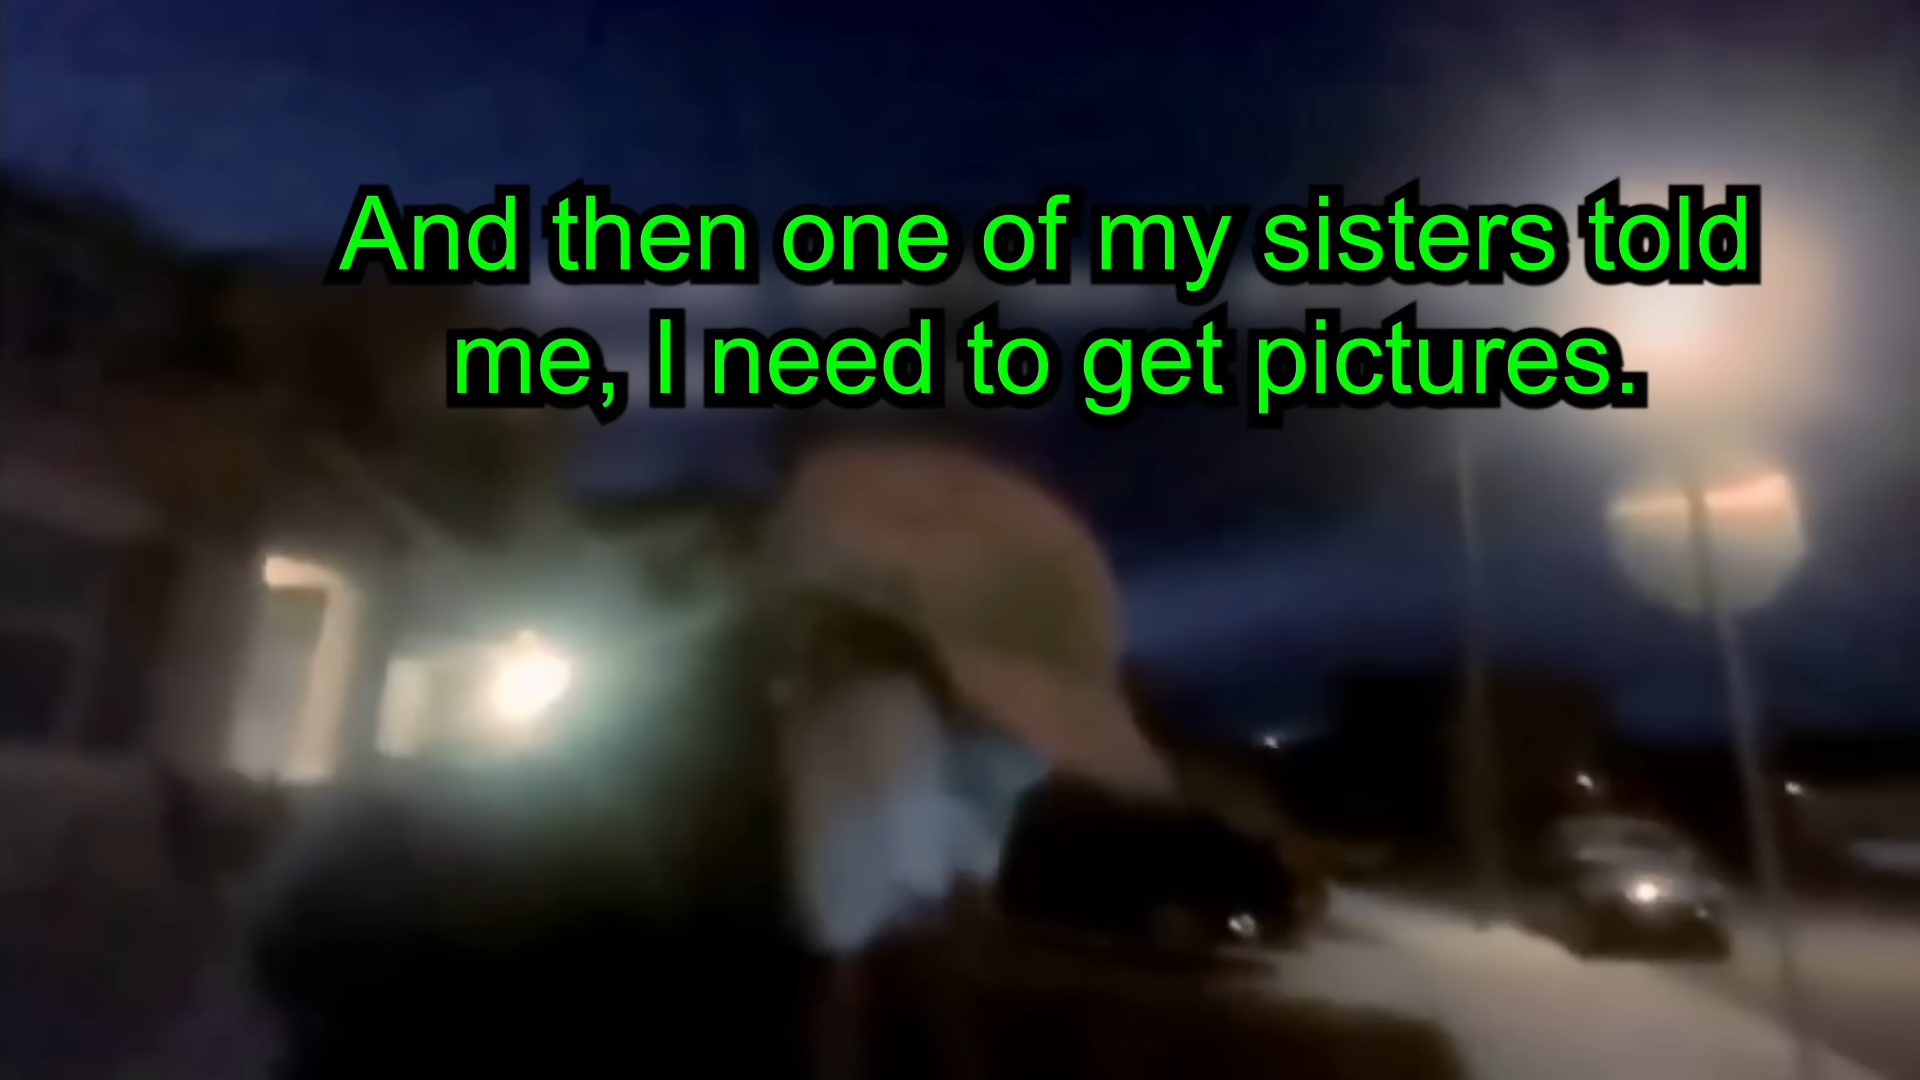 And then one of my sisters told
me, I need to get pictures.